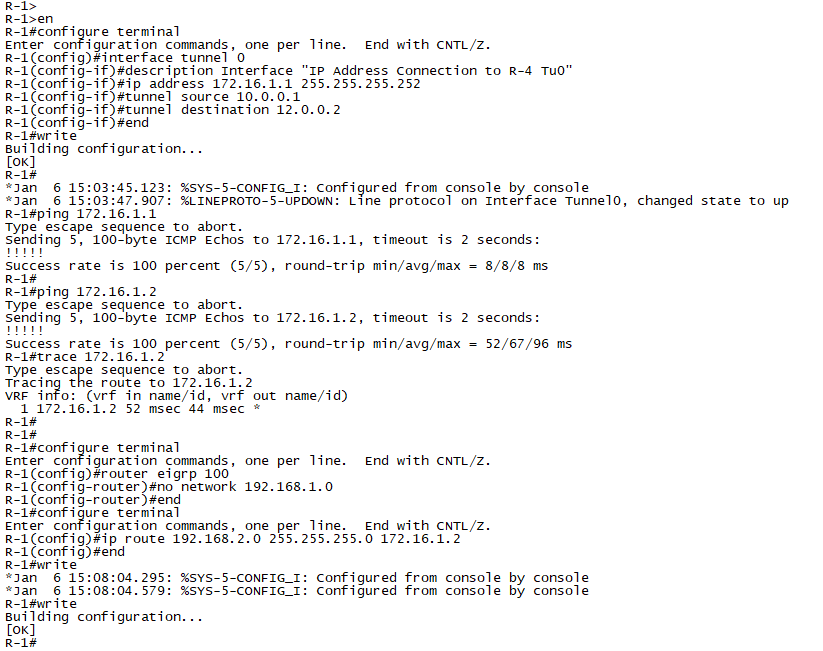 R-1>
R-1>en
R-1#configure terminal
Enter configuration commands, one per line.  End with CNTL/Z.
R-1(config)#interface tunnel 0
R-1(config-if)#description Interface "IP Address Connection to R-4 Tu0"
R-1(config-if)#ip address 172.16.1.1 255.255.255.252
R-1(config-if)#tunnel source 10.0.0.1
R-1(config-if)#tunnel destination 12.0.0.2
R-1(config-if)#end
R-1#write
Building configuration...
[OK]
R-1#
*Jan  6 15:03:45.123: %SYS-5-CONFIG_I: Configured from console by console
*Jan  6 15:03:47.907: %LINEPROTO-5-UPDOWN: Line protocol on Interface Tunnel0, changed state to up
R-1#ping 172.16.1.1
Type escape sequence to abort.
Sending 5, 100-byte ICMP Echos to 172.16.1.1, timeout is 2 seconds:
!!!!!
Success rate is 100 percent (5/5), round-trip min/avg/max = 8/8/8 ms
R-1#
R-1#ping 172.16.1.2
Type escape sequence to abort.
Sending 5, 100-byte ICMP Echos to 172.16.1.2, timeout is 2 seconds:
!!!!!
Success rate is 100 percent (5/5), round-trip min/avg/max = 52/67/96 ms
R-1#trace 172.16.1.2
Type escape sequence to abort.
Tracing the route to 172.16.1.2
VRF info: (vrf in name/id, vrf out name/id)
  1 172.16.1.2 52 msec 44 msec *
R-1#
R-1#
R-1#configure terminal
Enter configuration commands, one per line.  End with CNTL/Z.
R-1(config)#router eigrp 100
R-1(config-router)#no network 192.168.1.0
R-1(config-router)#end
R-1#configure terminal
Enter configuration commands, one per line.  End with CNTL/Z.
R-1(config)#ip route 192.168.2.0 255.255.255.0 172.16.1.2
R-1(config)#end
R-1#write
*Jan  6 15:08:04.295: %SYS-5-CONFIG_I: Configured from console by console
*Jan  6 15:08:04.579: %SYS-5-CONFIG_I: Configured from console by console
R-1#write
Building configuration...
[OK]
R-1#